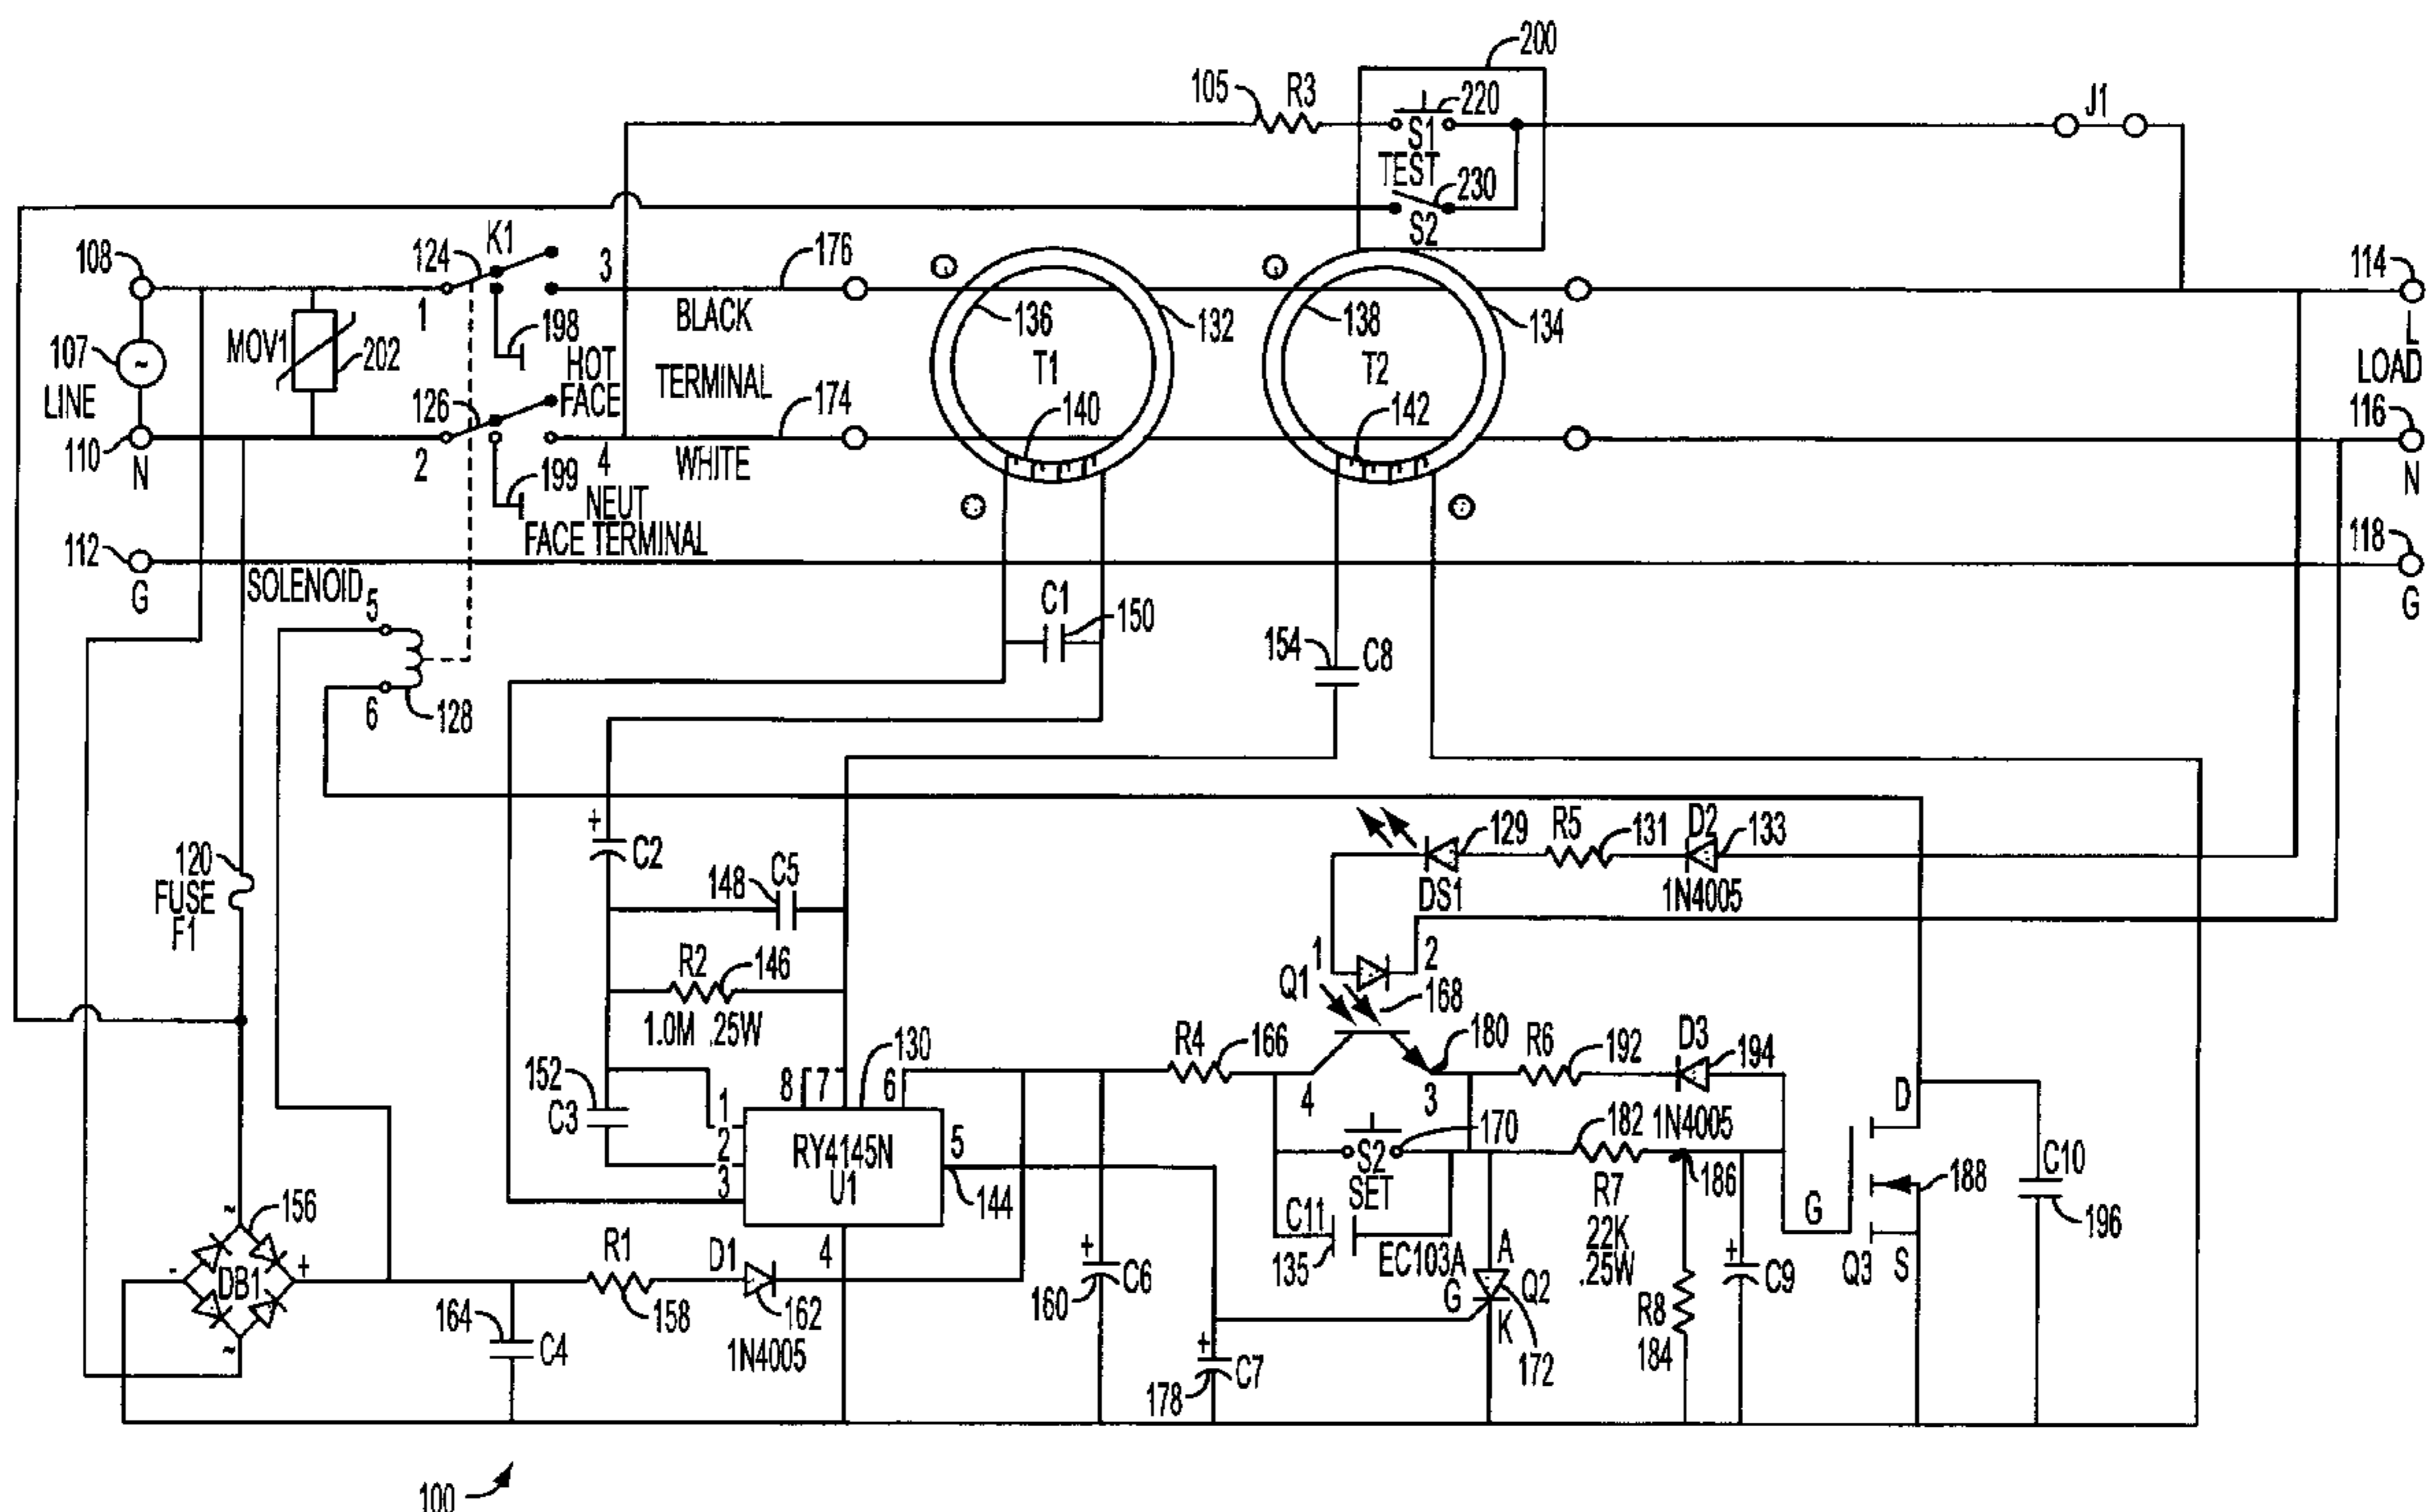 200
105
R3
220
J1
S1
TEST
230
S2
108
124
K1
3
176
114
1
BLACK
136
132
138
134
L
LOAD
107
MOV1
202
198
HOT
FACE
TERMINAL
T1
T2
LINE
126
174
140
142
116
110
N
2
4
WHITE
199
NEUT
FACE TERMINAL
N
112
118
G
SOLENOID
5
C1
150
G
154
C8
6
128
120
FUSE
F1
+
C2
129
R5
131
D2
133
DS1
1N4005
148
C5
R2
146
1.0M .25W
1
2
Q1
168
152
C3
8
7
130
6
R4
166
180
R6
192
D3
194
4
3
1N4005
D
1
2
3
RY4145N
U1
5
144
S2
SET
170
182
186
R7
22K
.25W
G
188
C10
196
~
156
-
DB1
+
~
R1
158
D1
162
1N4005
4
164
C4
+
C6
160
C11
135
EC103A
A
G
Q2
K
172
R8
184
+
C9
Q3
S
+
C7
178
100